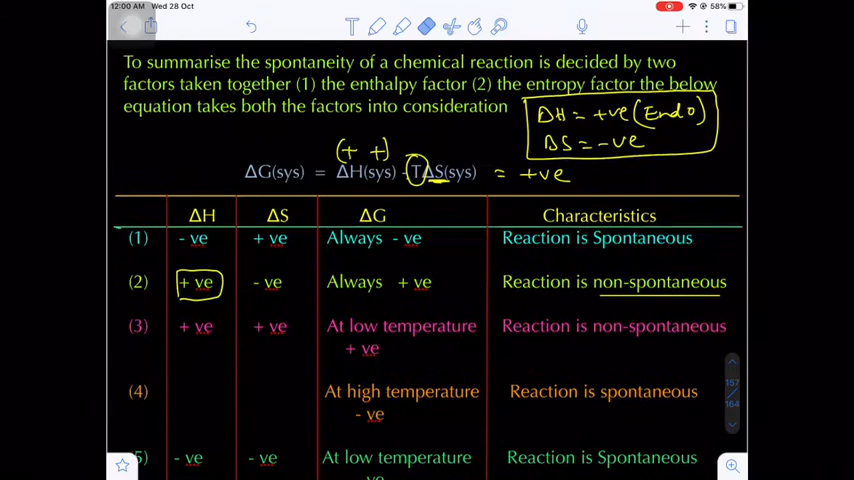 12:00 AM Wed 28 Oct
58%
To summarise the spontaneity of a chemical reaction is decided by two
factors taken together (1) the enthalpy factor (2) the entropy factor the below
equation takes both the factors into consideration
ΔH = +ve (Endo)
ΔS = -ve
(+ +)
ΔG(sys) = ΔH(sys) - TΔS(sys) = +ve
ΔH ΔS ΔG Characteristics
(1) - ve + ve Always - ve Reaction is Spontaneous
(2) + ve - ve Always + ve Reaction is non-spontaneous
(3) + ve + ve At low temperature Reaction is non-spontaneous
+ ve
157
164
(4) At high temperature Reaction is spontaneous
- ve
5) - ve - ve At low temperature Reaction is Spontaneous